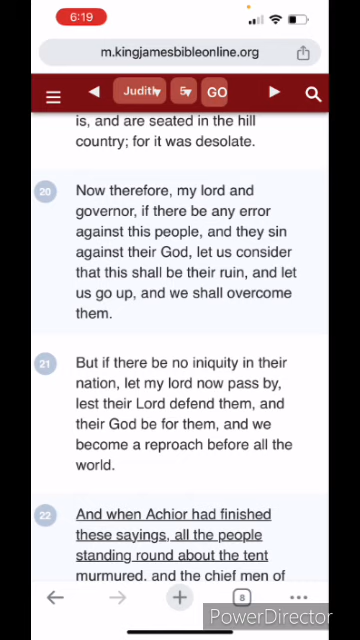 6:19
m.kingjamesbibleonline.org
Judith 5 GO
is, and are seated in the hill
country; for it was desolate.
20 Now therefore, my lord and
governor, if there be any error
against this people, and they sin
against their God, let us consider
that this shall be their ruin, and let
us go up, and we shall overcome
them.
21 But if there be no iniquity in their
nation, let my lord now pass by,
lest their Lord defend them, and
their God be for them, and we
become a reproach before all the
world.
22 And when Achior had finished
these sayings, all the people
standing round about the tent
murmured, and the chief men of
8
PowerDirector